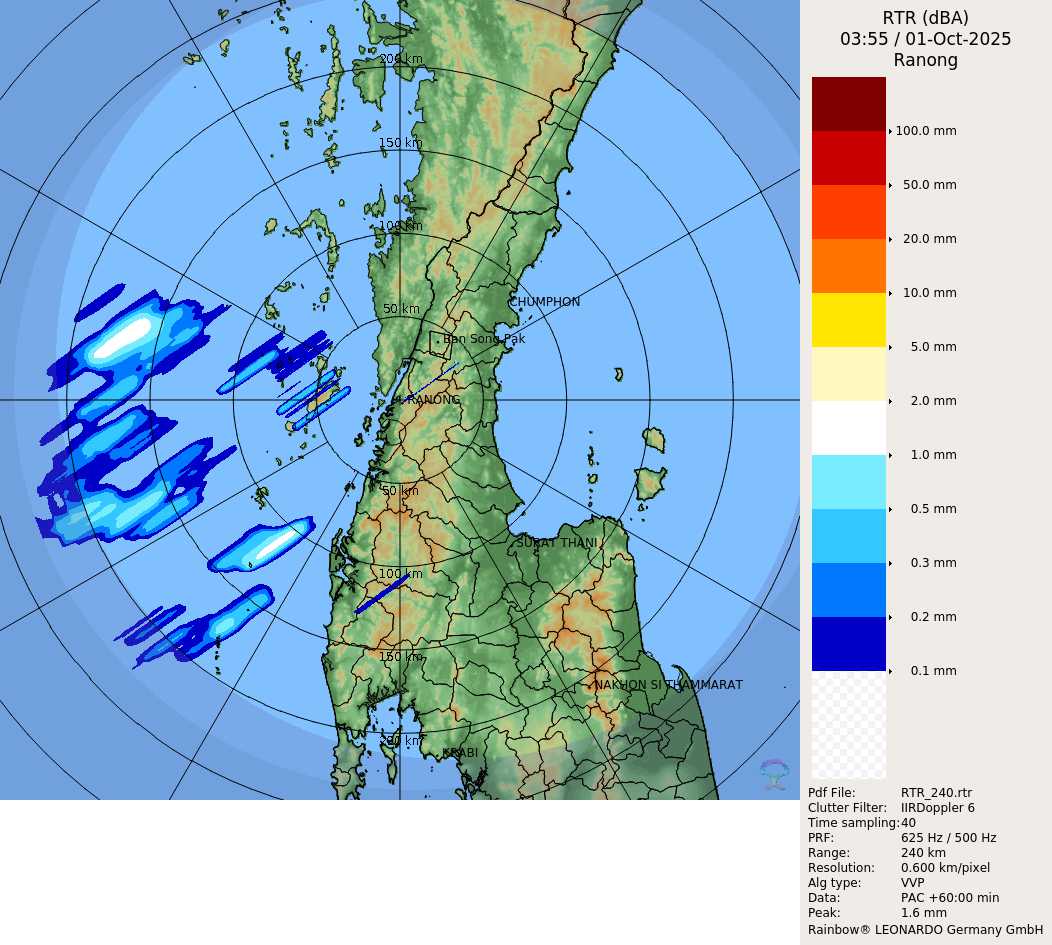 RTR (dBA)
03:55 / 01-Oct-2025
Ranong
200 km
150 km
100 km
50 km
CHUMPHON
Ban Song Pak
RANONG
50 km
SURAT THANI
100 km
150 km
NAKHON SI THAMMARAT
200 km
KRABI
100.0 mm
50.0 mm
20.0 mm
10.0 mm
5.0 mm
2.0 mm
1.0 mm
0.5 mm
0.3 mm
0.2 mm
0.1 mm
Pdf File: RTR_240.rtr
Clutter Filter: IIRDoppler 6
Time sampling:40
PRF: 625 Hz / 500 Hz
Range: 240 km
Resolution: 0.600 km/pixel
Alg type: VVP
Data: PAC +60:00 min
Peak: 1.6 mm
Rainbow® LEONARDO Germany GmbH